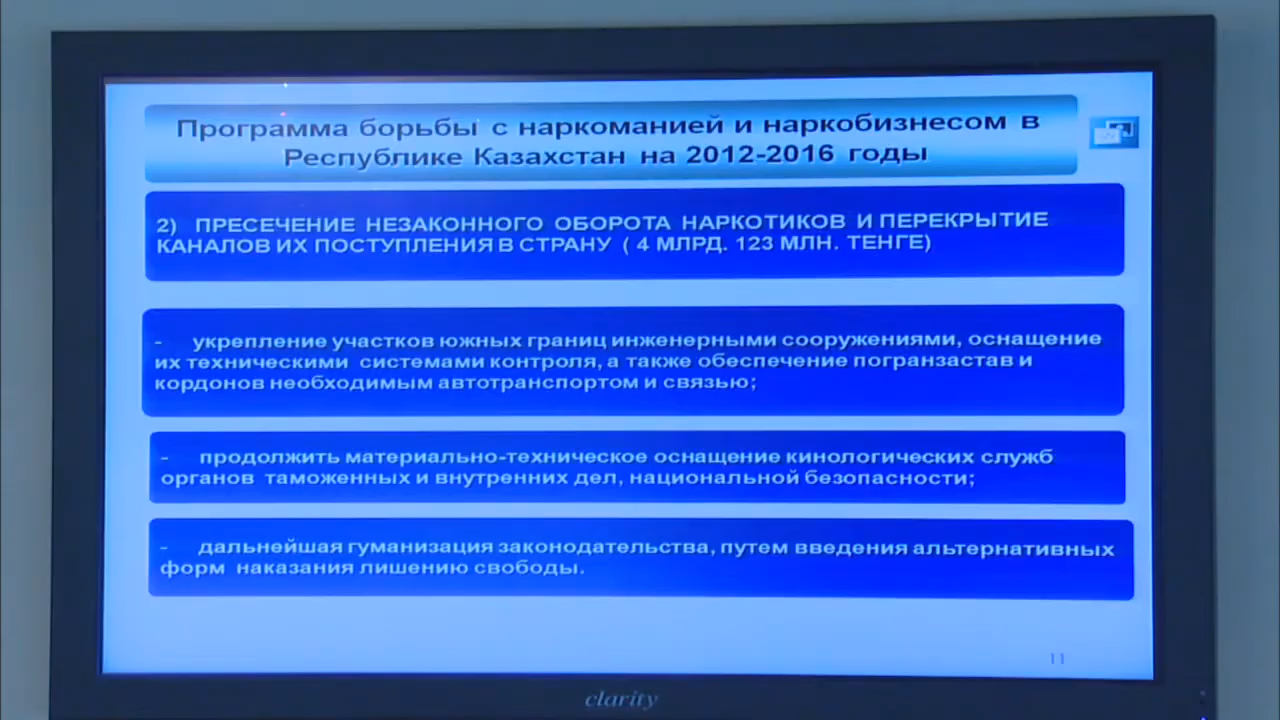 Программа борьбы с наркоманией и наркобизнесом в
Республике Казахстан на 2012-2016 годы
2) ПРЕСЕЧЕНИЕ НЕЗАКОННОГО ОБОРОТА НАРКОТИКОВ И ПЕРЕКРЫТИЕ
КАНАЛОВ ИХ ПОСТУПЛЕНИЯ В СТРАНУ ( 4 МЛРД. 123 МЛН. ТЕНГЕ)
- укрепление участков южных границ инженерными сооружениями, оснащение
их техническими системами контроля, а также обеспечение погранзастав и
кордонов необходимым автотранспортом и связью;
- продолжить материально-техническое оснащение кинологических служб
органов таможенных и внутренних дел, национальной безопасности;
- дальнейшая гуманизация законодательства, путем введения альтернативных
форм наказания лишению свободы.
11
clarity